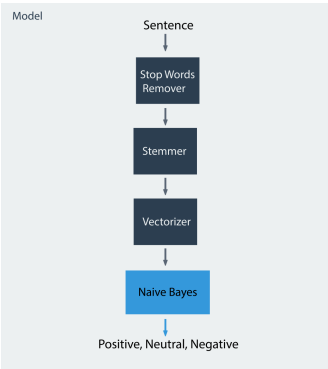 Model
Sentence
Stop Words
Remover
Stemmer
Vectorizer
Naive Bayes
Positive, Neutral, Negative